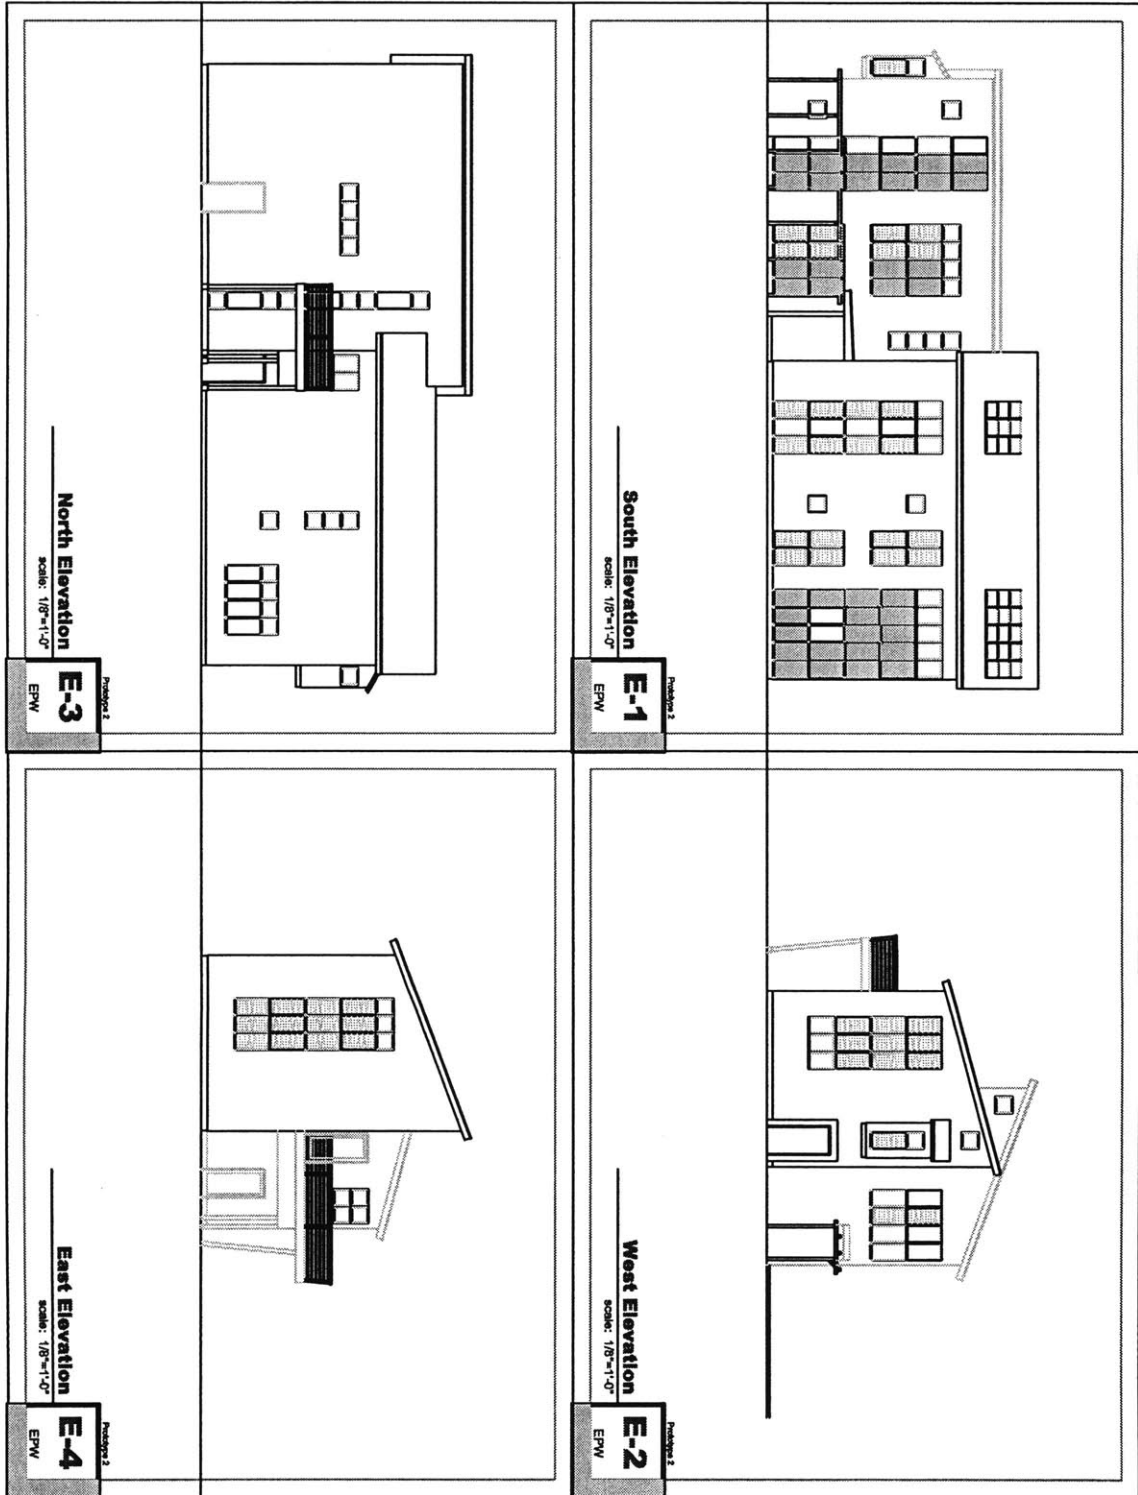 South Elevation
scale: 1/8"=1'-0"
Prototype 2
E-1
EPW
West Elevation
scale: 1/8"=1'-0"
Prototype 2
E-2
EPW
North Elevation
scale: 1/8"=1'-0"
Prototype 2
E-3
EPW
East Elevation
scale: 1/8"=1'-0"
Prototype 2
E-4
EPW